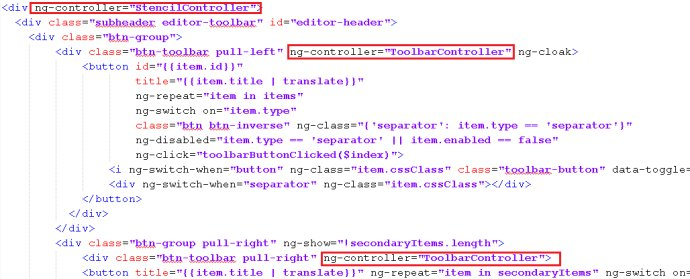 <div ng-controller="StencilController">
<div class="subheader editor-toolbar" id="editor-header">
<div class="btn-group">
<div class="btn-toolbar pull-left" ng-controller="ToolbarController" ng-cloak>
<button id="{{item.id}}"
title="{{item.title | translate}}"
ng-repeat="item in items"
ng-switch on="item.type"
class="btn btn-inverse" ng-class="{'separator': item.type == 'separator'}"
ng-disabled="item.type == 'separator' || item.enabled == false"
ng-click="toolbarButtonClicked($index)">
<i ng-switch-when="button" ng-class="item.cssClass" class="toolbar-button" data-toggle=
<div ng-switch-when="separator" ng-class="item.cssClass"></div>
</button>
</div>
</div>
<div class="btn-group pull-right" ng-show="!secondaryItems.length">
<div class="btn-toolbar pull-right" ng-controller="ToolbarController">
<button title="{{item.title | translate}}" ng-repeat="item in secondaryItems" ng-switch on=